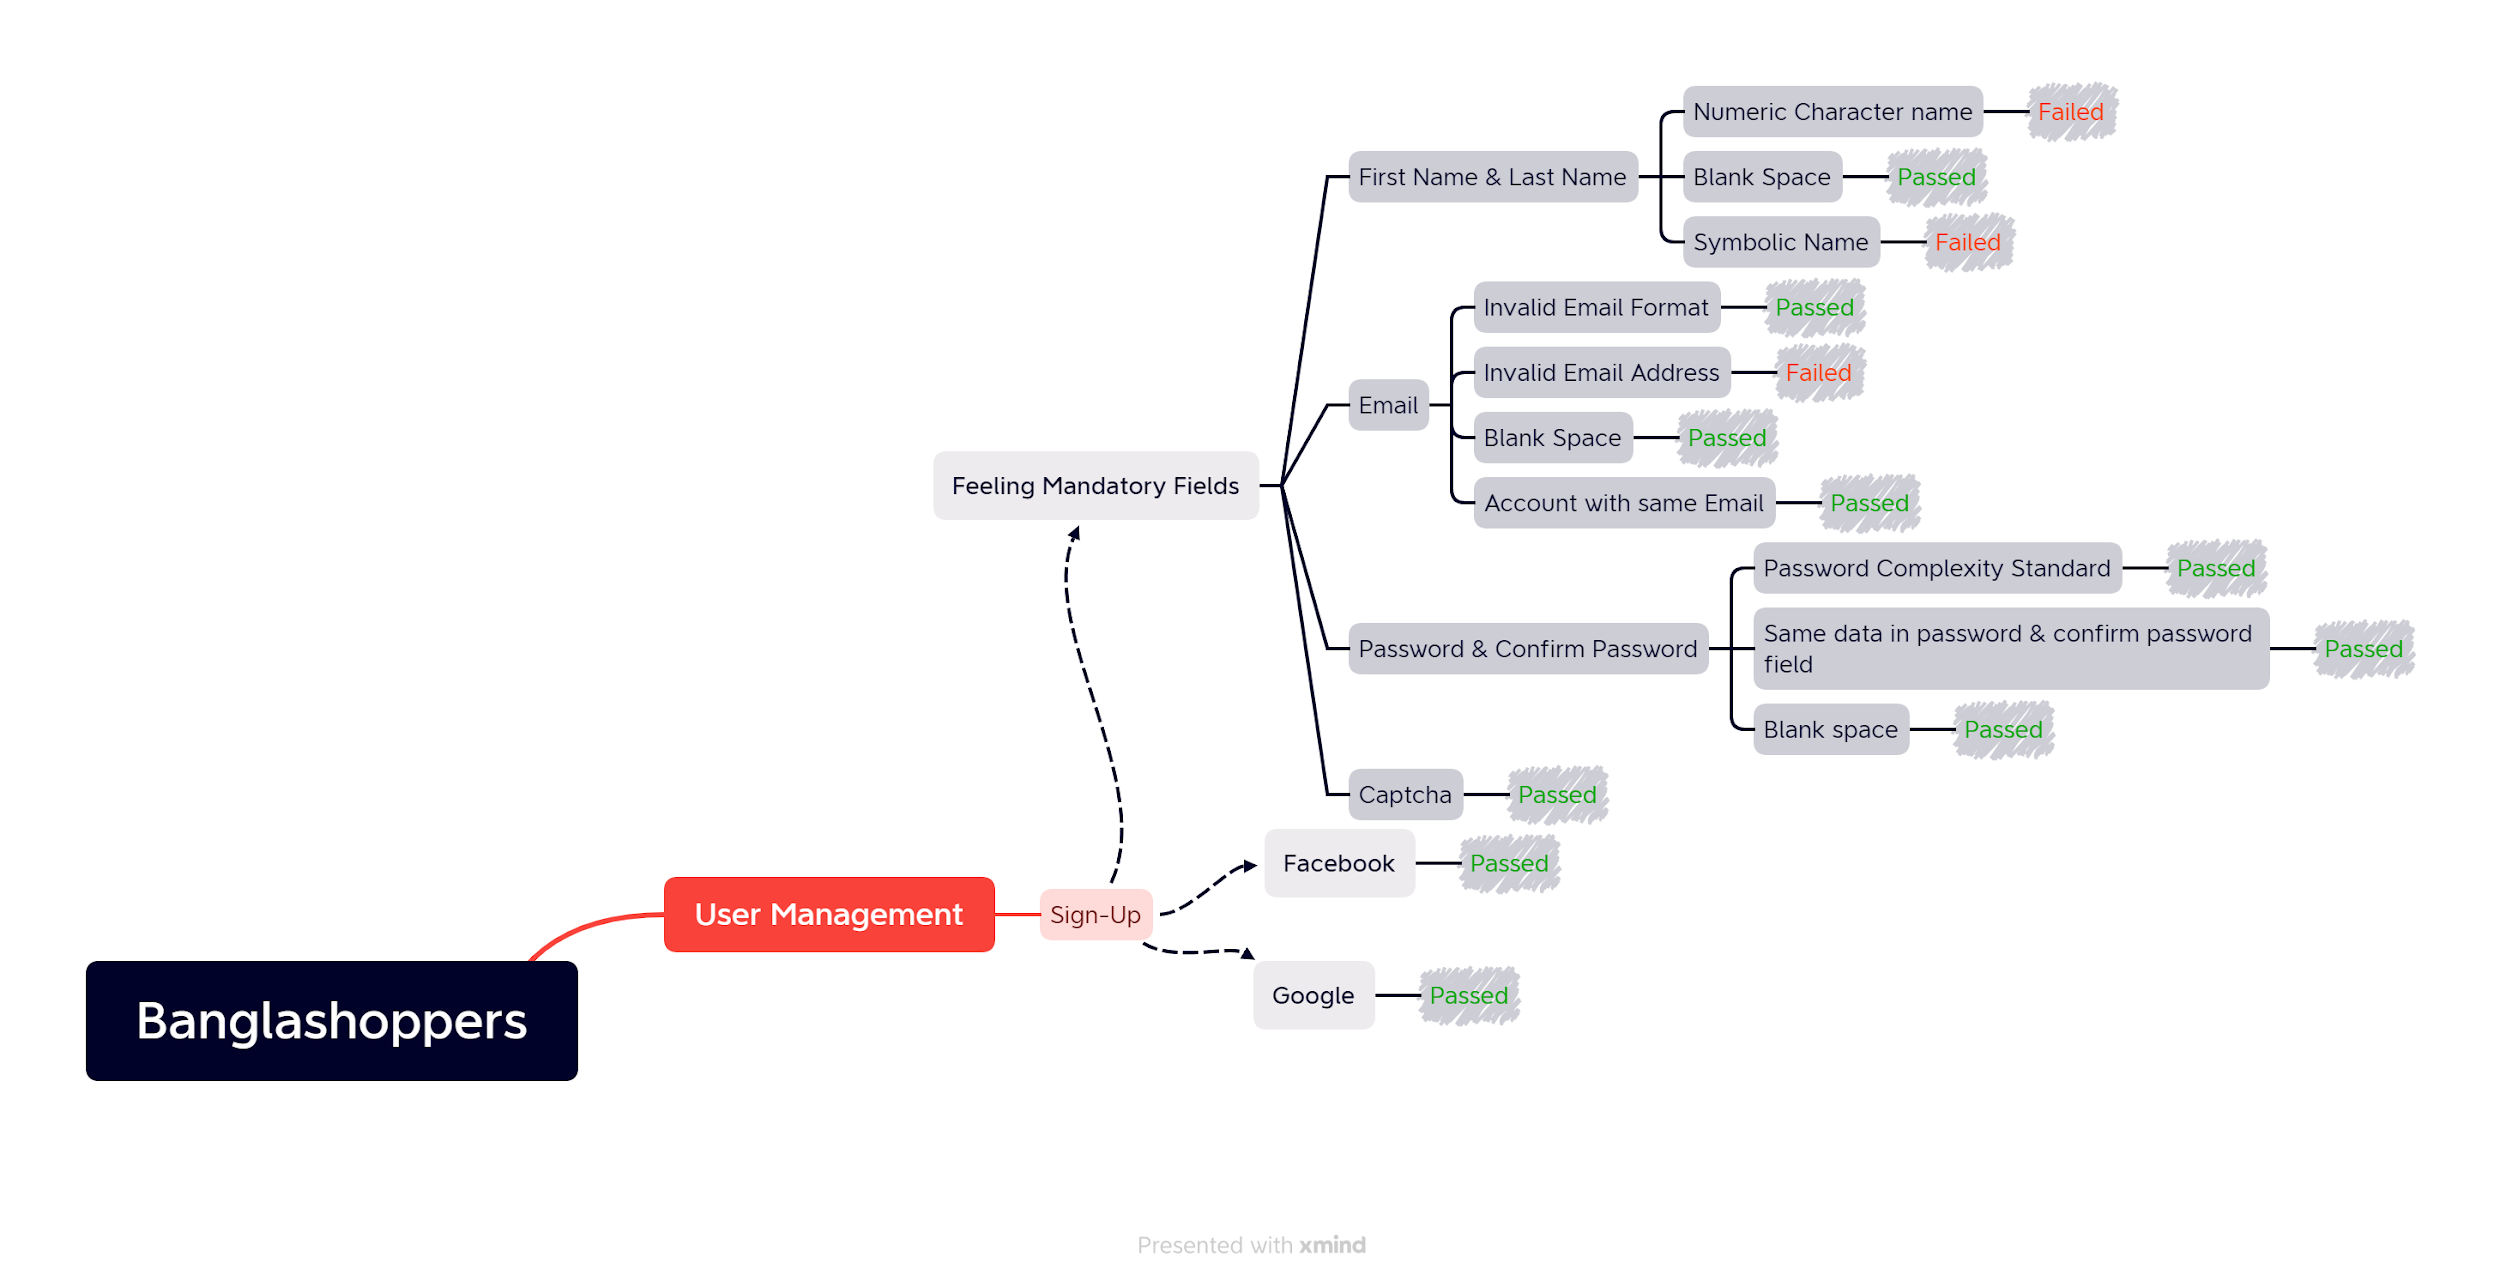 Numeric Character name
Failed
First Name & Last Name
Blank Space
Passed
Symbolic Name
Failed
Invalid Email Format
Passed
Invalid Email Address
Failed
Email
Blank Space
Passed
Account with same Email
Passed
Feeling Mandatory Fields
Password Complexity Standard
Passed
Password & Confirm Password
Same data in password & confirm password
field
Passed
Blank space
Passed
Captcha
Passed
Facebook
Passed
User Management
Sign-Up
Google
Passed
Banglashoppers
Presented with xmind